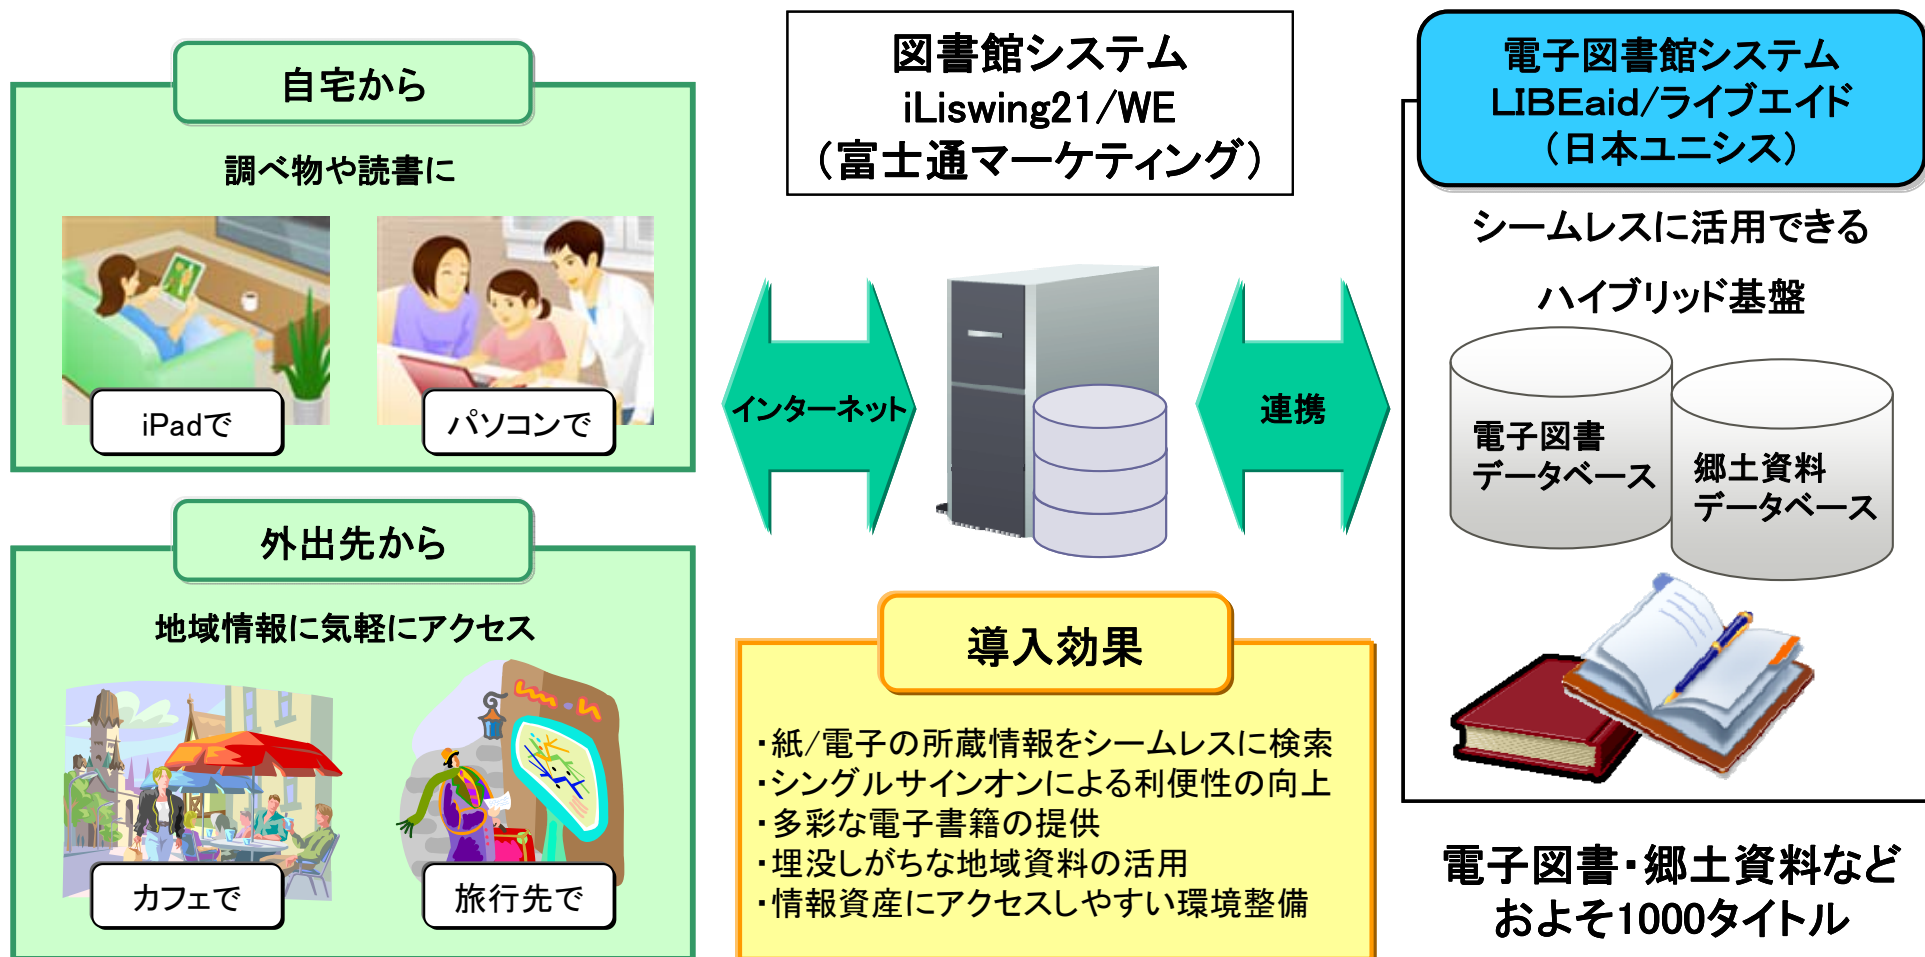 自宅から
調べ物や読書に
iPadで
パソコンで
外出先から
地域情報に気軽にアクセス
カフェで
旅行先で
図書館システム
iLiswing21/WE
（富士通マーケティング）
インターネット
連携
導入効果
・紙/電子の所蔵情報をシームレスに検索
・シングルサインオンによる利便性の向上
・多彩な電子書籍の提供
・埋没しがちな地域資料の活用
・情報資産にアクセスしやすい環境整備
電子図書館システム
LIBEaid/ライブエイド
（日本ユニシス）
シームレスに活用できる
ハイブリッド基盤
電子図書
データベース
郷土資料
データベース
電子図書・郷土資料など
およそ1000タイトル